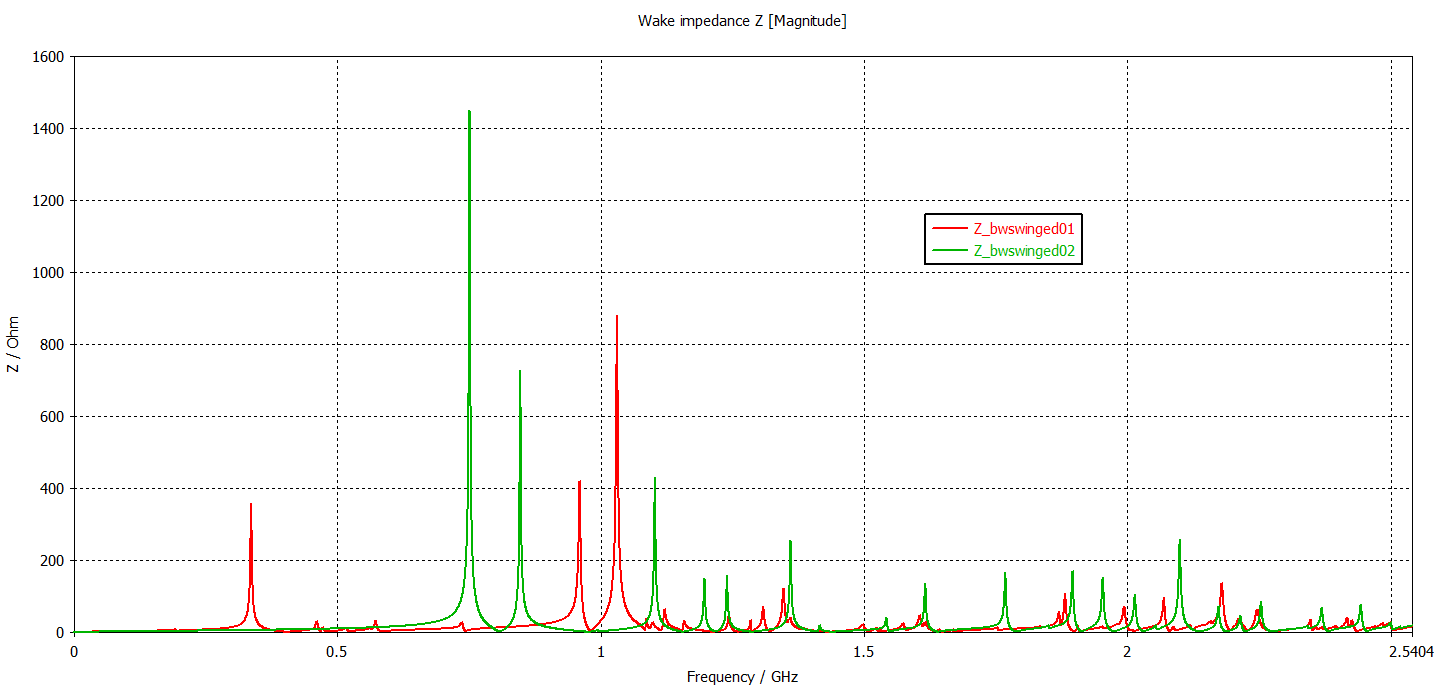 Wake impedance Z [Magnitude]
1600
1400
1200
1000
800
600
400
200
0
Z / Ohm
Z_bwswinged01
Z_bwswinged02
0 0.5 1 1.5 2 2.5404
Frequency / GHz